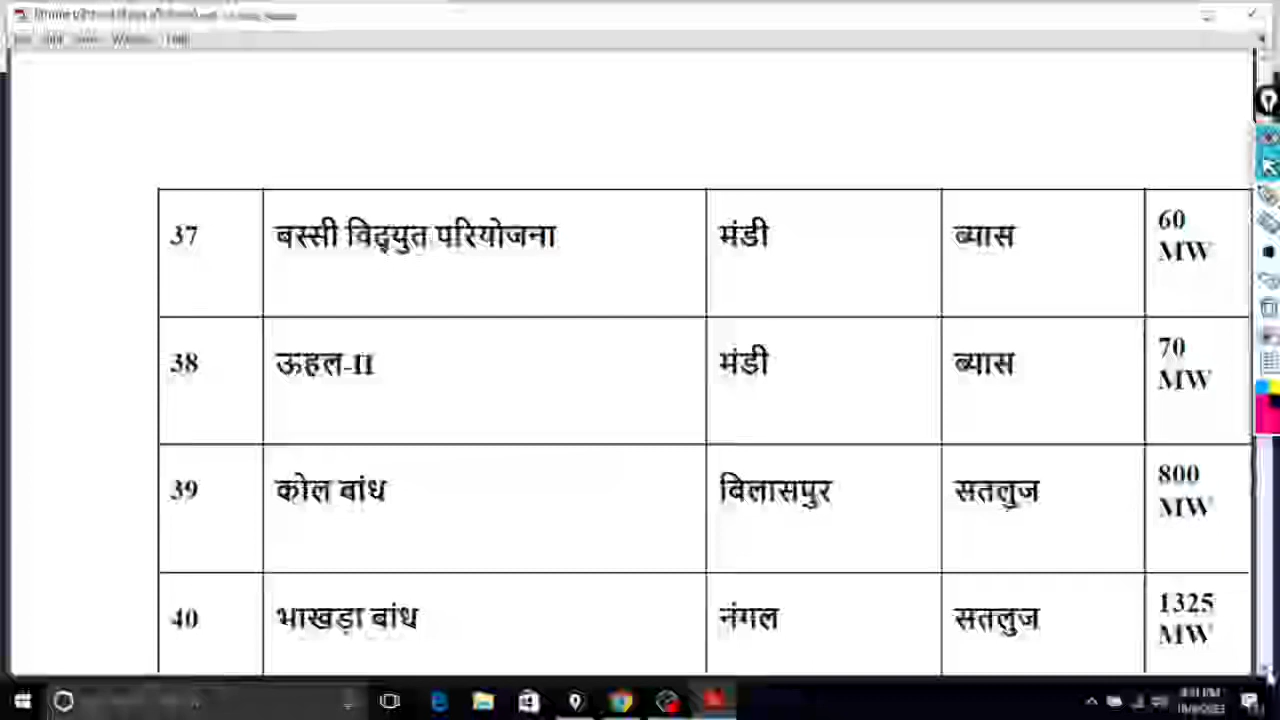 37 बस्सी विद्युत परियोजना मंडी ब्यास 60 MW
38 ऊहल-II मंडी ब्यास 70 MW
39 कोल बांध बिलासपुर सतलुज 800 MW
40 भाखड़ा बांध नंगल सतलुज 1325 MW